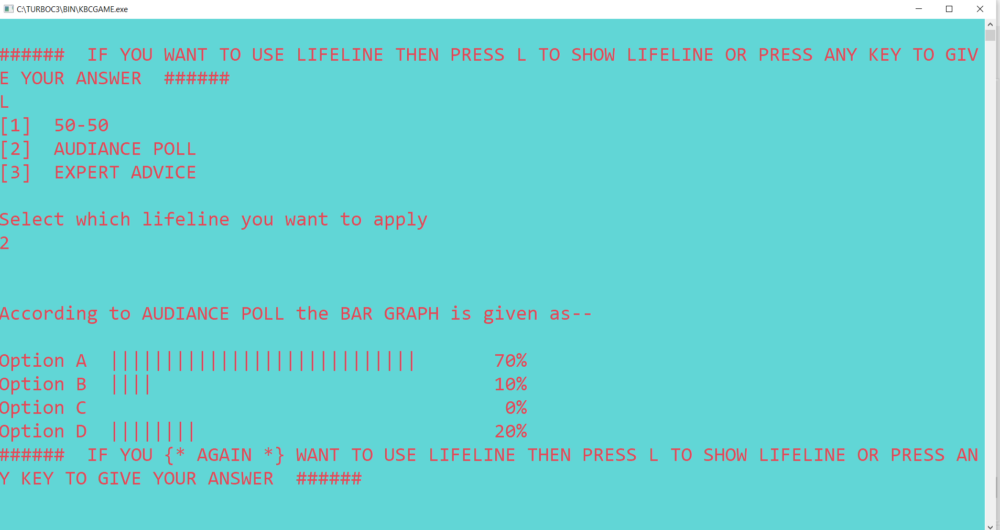 C:\TURBOC3\BIN\KBCGAME.exe
######  IF YOU WANT TO USE LIFELINE THEN PRESS L TO SHOW LIFELINE OR PRESS ANY KEY TO GIV
E YOUR ANSWER  ######
L
[1]  50-50
[2]  AUDIANCE POLL
[3]  EXPERT ADVICE
Select which lifeline you want to apply
2
According to AUDIANCE POLL the BAR GRAPH is given as--
Option A  ||||||||||||||||||||||||||||       70%
Option B  ||||                               10%
Option C                                      0%
Option D  ||||||||                           20%
######  IF YOU {* AGAIN *} WANT TO USE LIFELINE THEN PRESS L TO SHOW LIFELINE OR PRESS AN
Y KEY TO GIVE YOUR ANSWER  ######